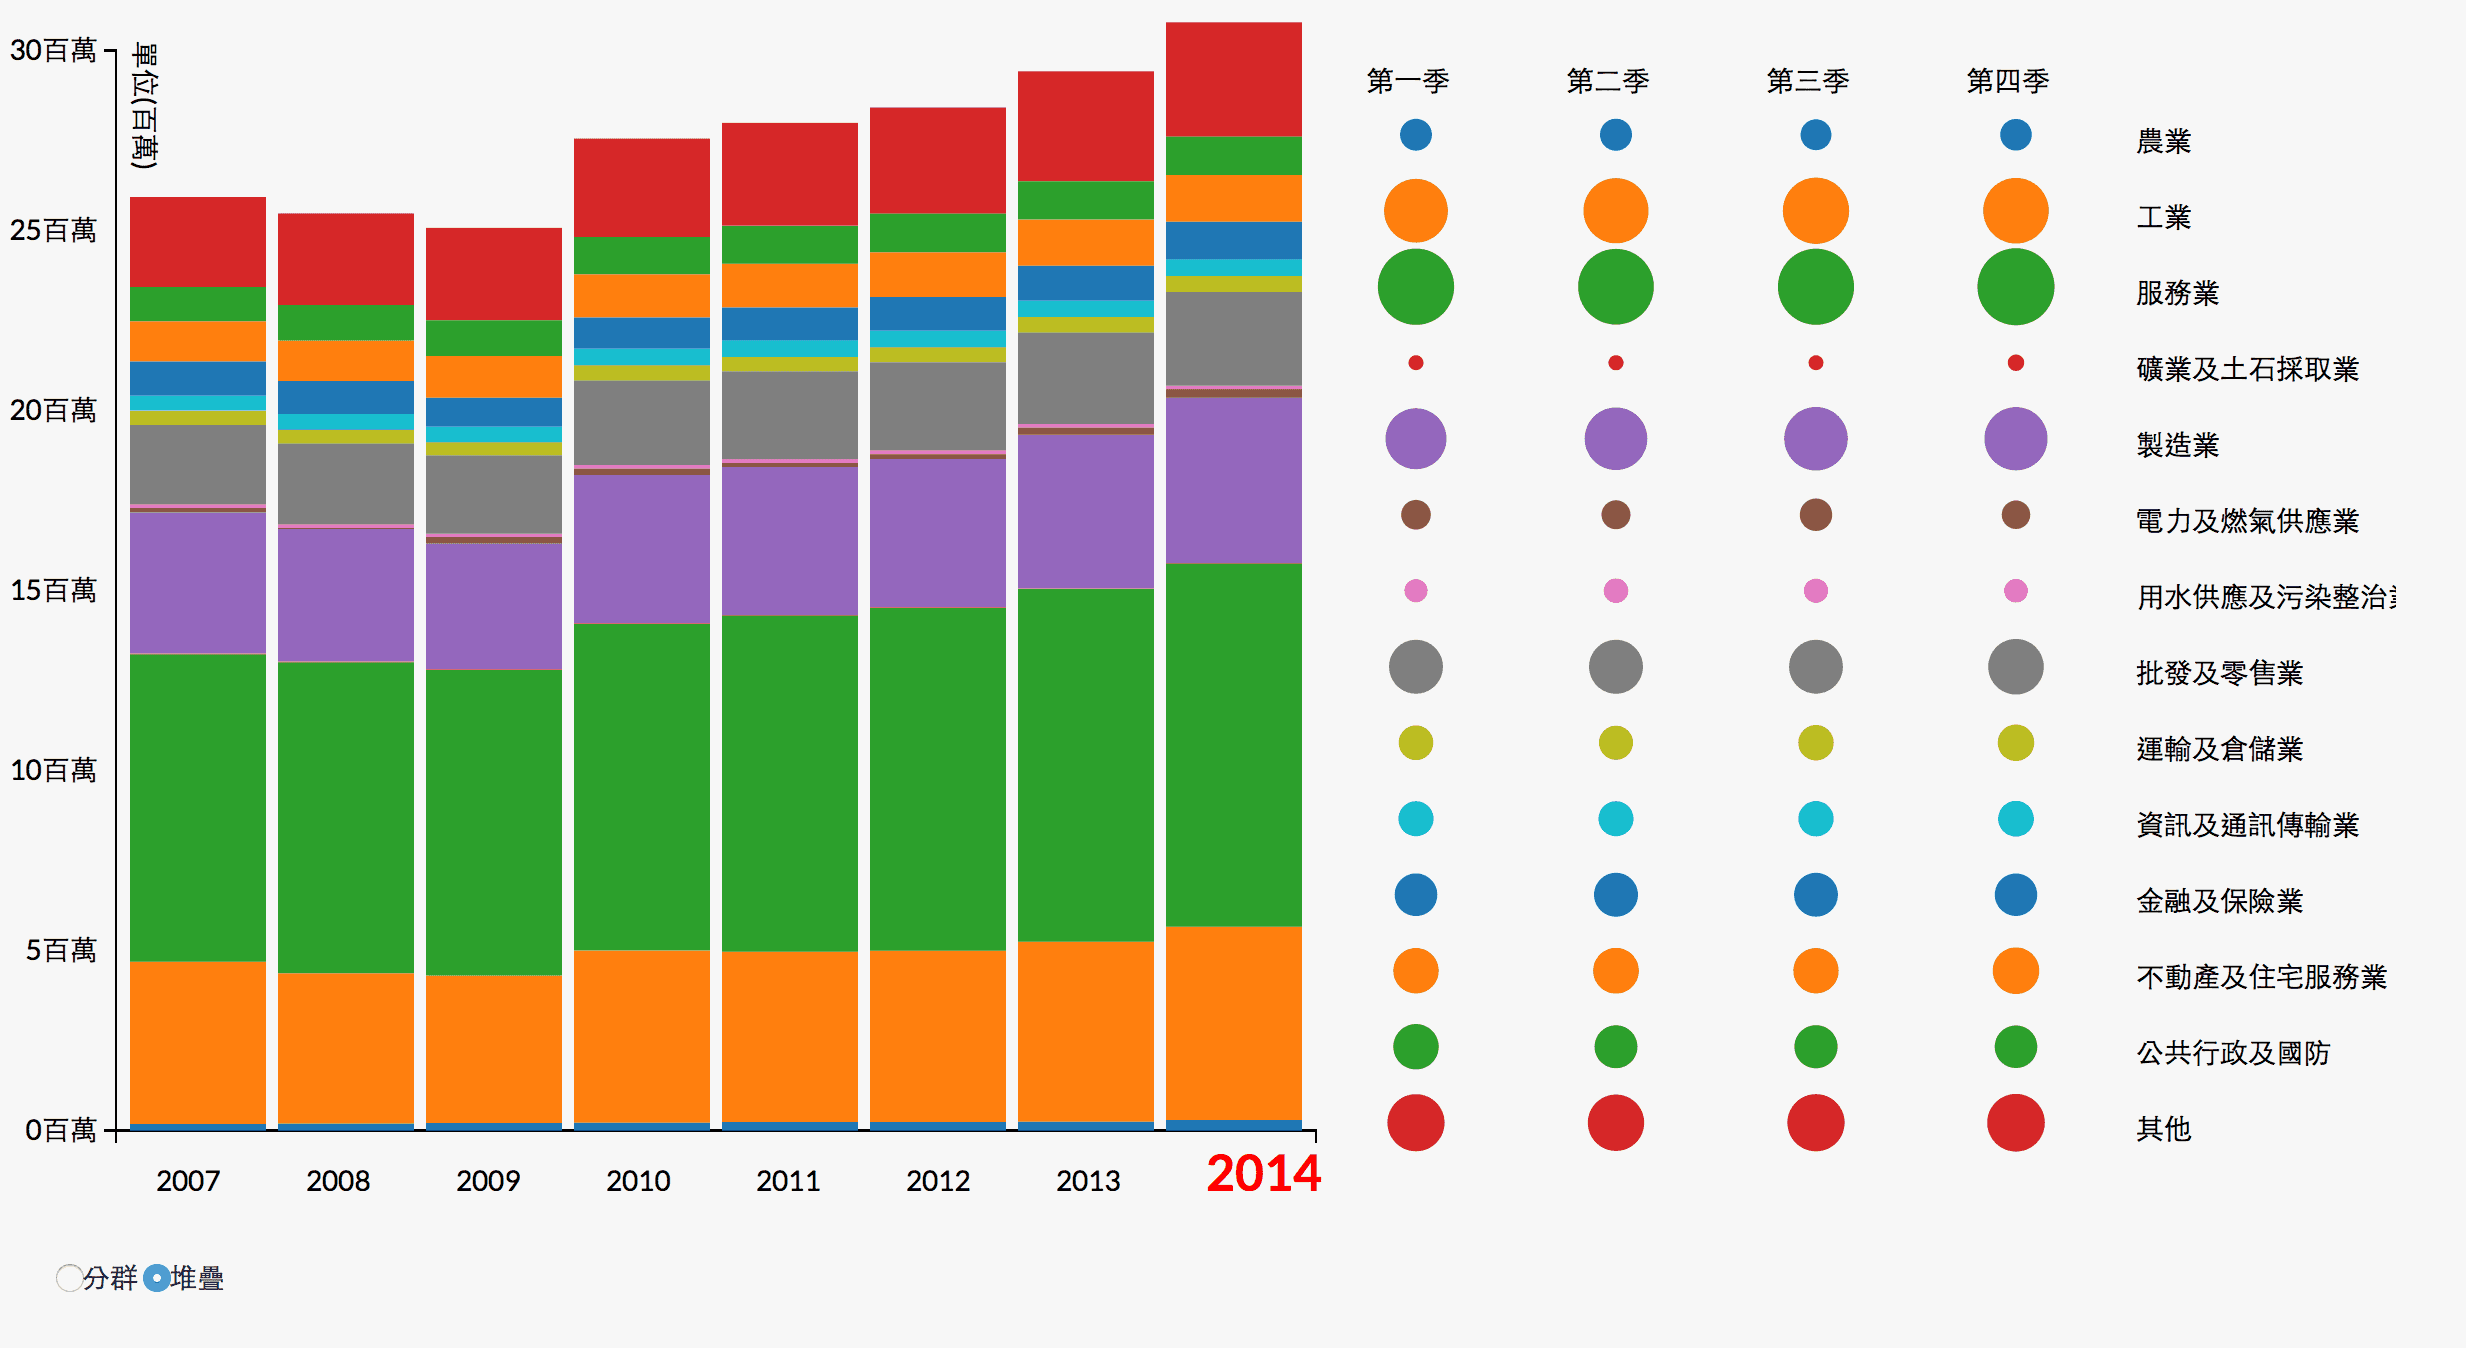 30百萬
25百萬
20百萬
15百萬
10百萬
5百萬
0百萬
單位(百萬)
2007
2008
2009
2010
2011
2012
2013
2014
第一季
第二季
第三季
第四季
農業
工業
服務業
礦業及土石採取業
製造業
電力及燃氣供應業
用水供應及污染整治
批發及零售業
運輸及倉儲業
資訊及通訊傳輸業
金融及保險業
不動產及住宅服務業
公共行政及國防
其他
分群 堆疊